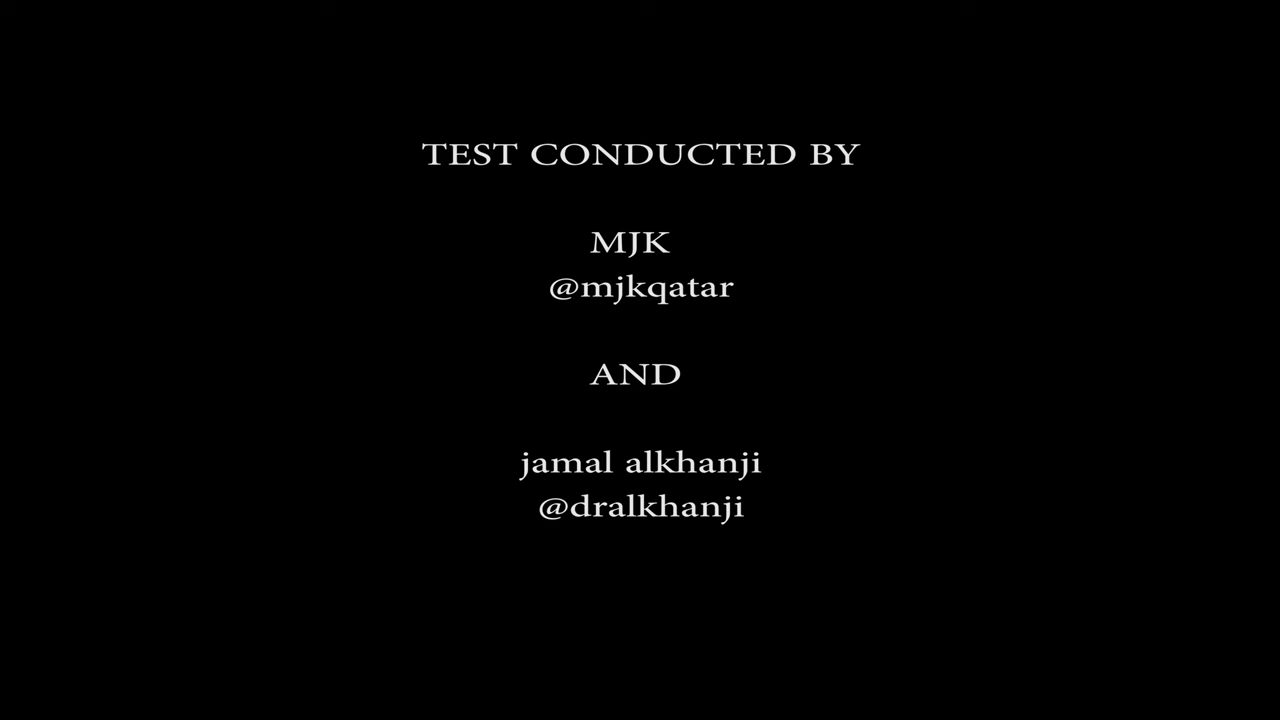 TEST CONDUCTED BY
MJK
@mjkqatar
AND
jamal alkhanji
@dralkhanji